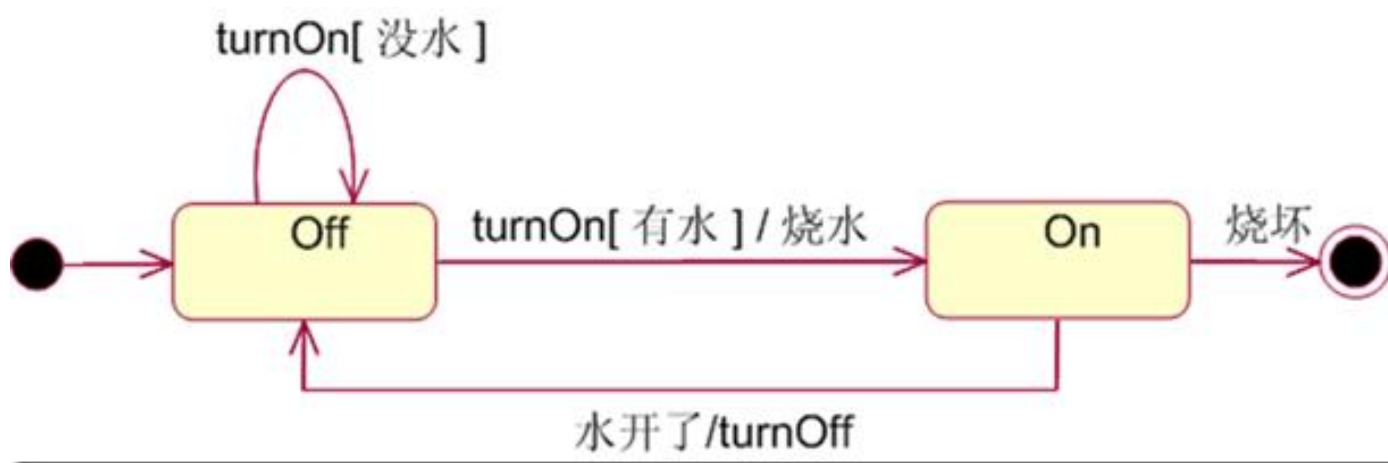 turnOn[ 没水 ]
Off
turnOn[ 有水 ] / 烧水
On
烧坏
水开了/turnOff